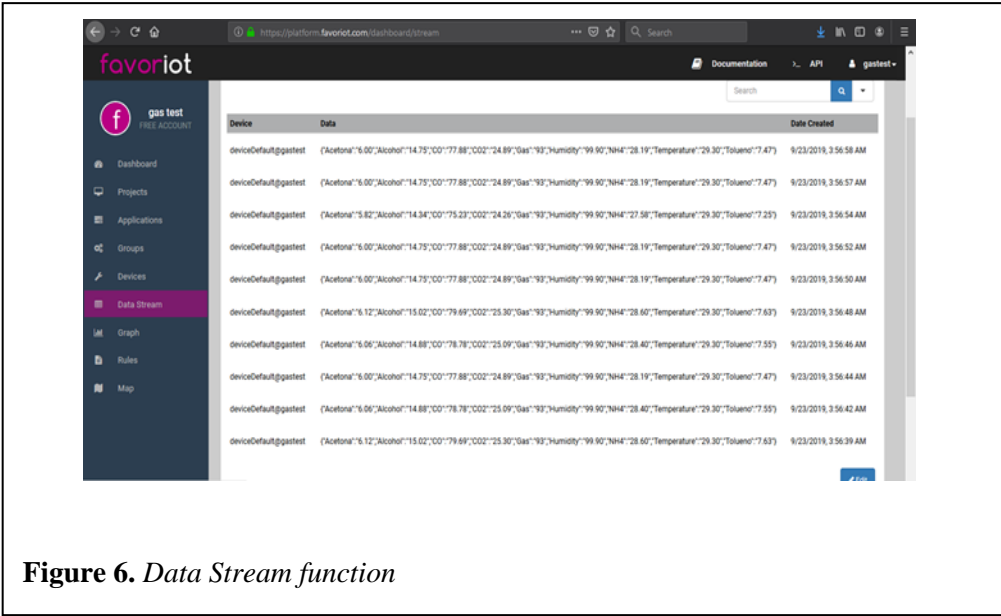 https://platform.favoriot.com/dashboard/stream
Search
favoriot
Documentation >_ API gastest
gas test
FREE ACCOUNT
Search
Device Data Date Created
deviceDefault@gastest {"Acetona":"6.00","Alcohol":"14.75","CO":"77.88","CO2":"24.89","Gas":"93","Humidity":"99.90","NH4":"28.19","Temperature":"29.30","Tolueno":"7.47"} 9/23/2019, 3:56:58 AM
Dashboard
deviceDefault@gastest {"Acetona":"6.00","Alcohol":"14.75","CO":"77.88","CO2":"24.89","Gas":"93","Humidity":"99.90","NH4":"28.19","Temperature":"29.30","Tolueno":"7.47"} 9/23/2019, 3:56:57 AM
Projects
deviceDefault@gastest {"Acetona":"5.82","Alcohol":"14.34","CO":"75.23","CO2":"24.26","Gas":"93","Humidity":"99.90","NH4":"27.58","Temperature":"29.30","Tolueno":"7.25"} 9/23/2019, 3:56:54 AM
Applications
deviceDefault@gastest {"Acetona":"6.00","Alcohol":"14.75","CO":"77.88","CO2":"24.89","Gas":"93","Humidity":"99.90","NH4":"28.19","Temperature":"29.30","Tolueno":"7.47"} 9/23/2019, 3:56:52 AM
Groups
deviceDefault@gastest {"Acetona":"6.00","Alcohol":"14.75","CO":"77.88","CO2":"24.89","Gas":"93","Humidity":"99.90","NH4":"28.19","Temperature":"29.30","Tolueno":"7.47"} 9/23/2019, 3:56:50 AM
Devices
Data Stream
deviceDefault@gastest {"Acetona":"6.12","Alcohol":"15.02","CO":"79.69","CO2":"25.30","Gas":"93","Humidity":"99.90","NH4":"28.60","Temperature":"29.30","Tolueno":"7.63"} 9/23/2019, 3:56:48 AM
Graph
deviceDefault@gastest {"Acetona":"6.06","Alcohol":"14.88","CO":"78.78","CO2":"25.09","Gas":"93","Humidity":"99.90","NH4":"28.40","Temperature":"29.30","Tolueno":"7.55"} 9/23/2019, 3:56:46 AM
Rules
deviceDefault@gastest {"Acetona":"6.00","Alcohol":"14.75","CO":"77.88","CO2":"24.89","Gas":"93","Humidity":"99.90","NH4":"28.19","Temperature":"29.30","Tolueno":"7.47"} 9/23/2019, 3:56:44 AM
Map
deviceDefault@gastest {"Acetona":"6.06","Alcohol":"14.88","CO":"78.78","CO2":"25.09","Gas":"93","Humidity":"99.90","NH4":"28.40","Temperature":"29.30","Tolueno":"7.55"} 9/23/2019, 3:56:42 AM
deviceDefault@gastest {"Acetona":"6.12","Alcohol":"15.02","CO":"79.69","CO2":"25.30","Gas":"93","Humidity":"99.90","NH4":"28.60","Temperature":"29.30","Tolueno":"7.63"} 9/23/2019, 3:56:39 AM
Edit
Figure 6. Data Stream function